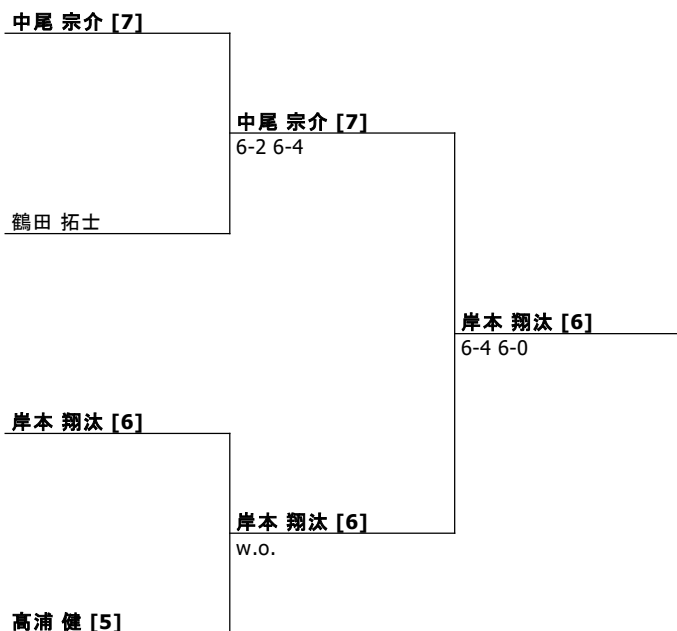 中尾 宗介 [7]
中尾 宗介 [7]
6-2 6-4
鶴田 拓士
岸本 翔汰 [6]
6-4 6-0
岸本 翔汰 [6]
岸本 翔汰 [6]
w.o.
髙浦 健 [5]